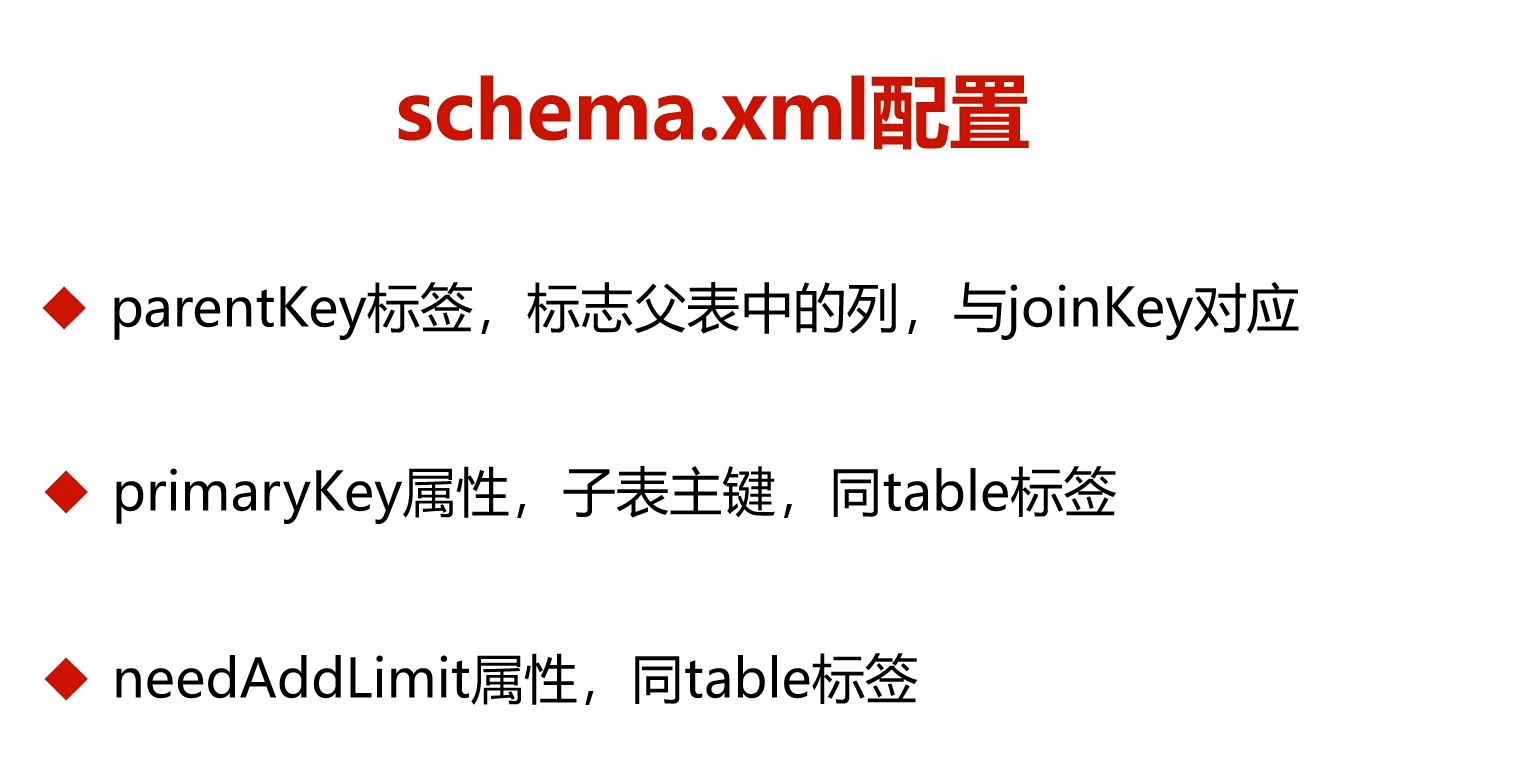 schema.xml配置
parentKey标签，标志父表中的列，与joinKey对应
primaryKey属性，子表主键，同table标签
needAddLimit属性，同table标签